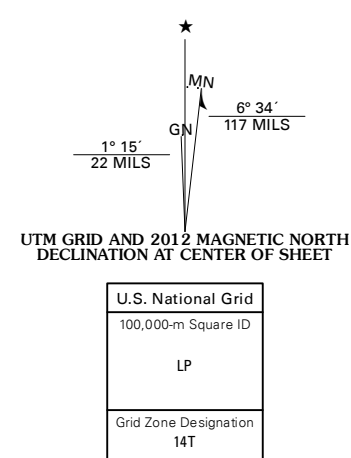 ★
MN
GN
6° 34´
117 MILS
1° 15´
22 MILS
UTM GRID AND 2012 MAGNETIC NORTH
DECLINATION AT CENTER OF SHEET
U.S. National Grid
100,000-m Square ID
LP
Grid Zone Designation
14T